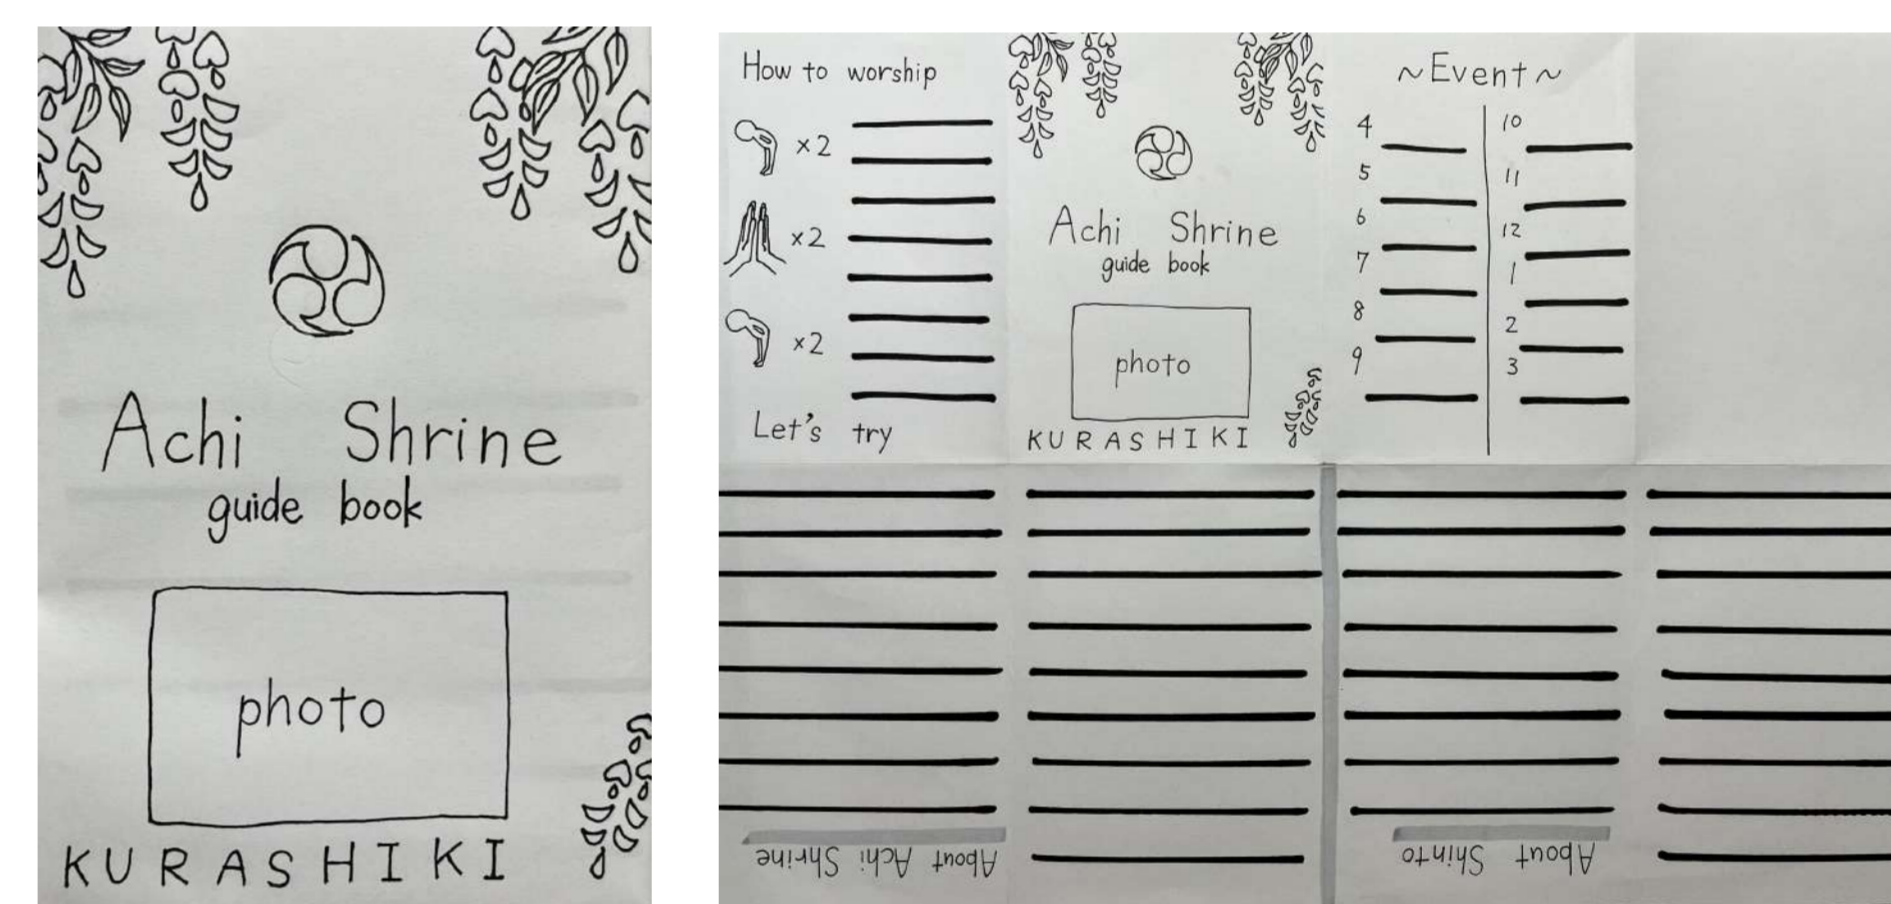 Achi Shrine
guide book
photo
KURASHIKI
How to worship
×2
×2
×2
Let's try
Achi Shrine
guide book
photo
KURASHIKI
~Event~
4
5
6
7
8
9
10
11
12
1
2
3
About Achi Shrine
About Shinto